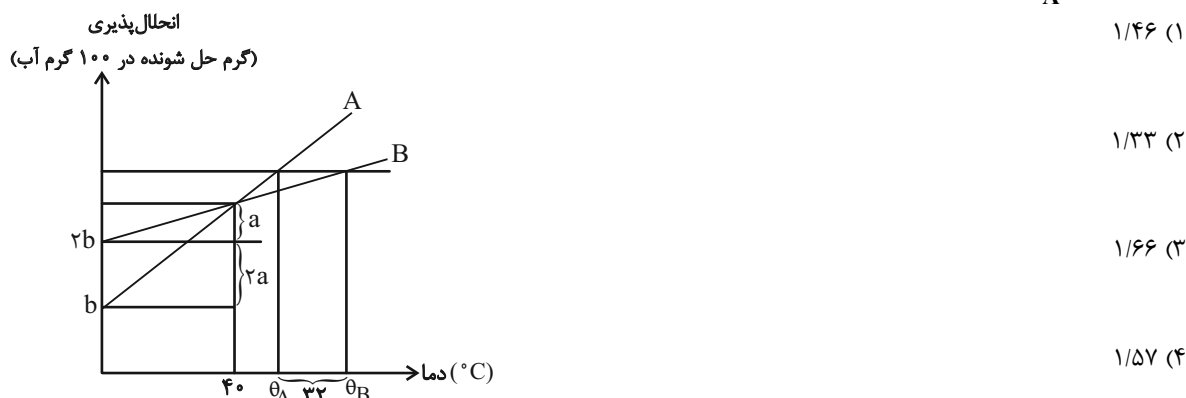 A
۱) ۱/۴۶
۲) ۱/۳۳
۳) ۱/۶۶
۴) ۱/۵۷
انحلال‌پذیری
(گرم حل شونده در ۱۰۰ گرم آب)
A
B
a
۲b
۲a
b
دما (°C)
۴۰ θA ۳۲ θB